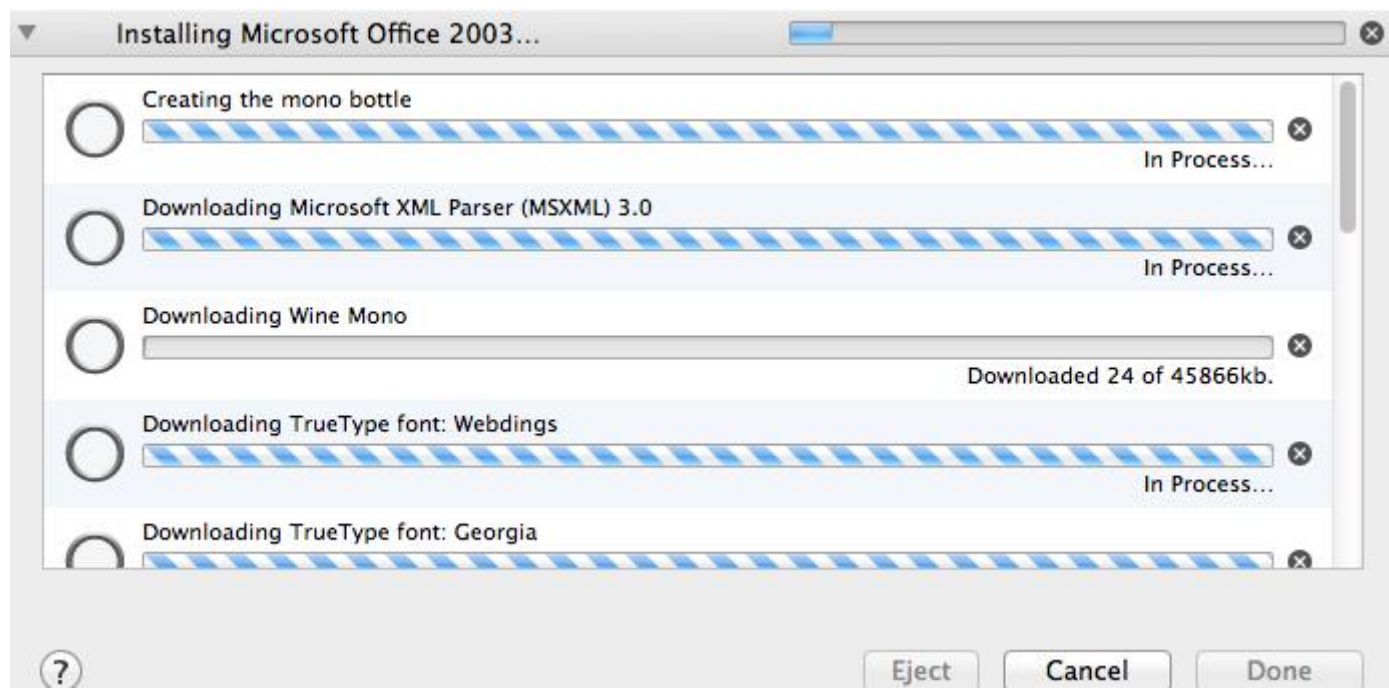 Installing Microsoft Office 2003...
Creating the mono bottle
In Process...
Downloading Microsoft XML Parser (MSXML) 3.0
In Process...
Downloading Wine Mono
Downloaded 24 of 45866kb.
Downloading TrueType font: Webdings
In Process...
Downloading TrueType font: Georgia
?
Eject
Cancel
Done